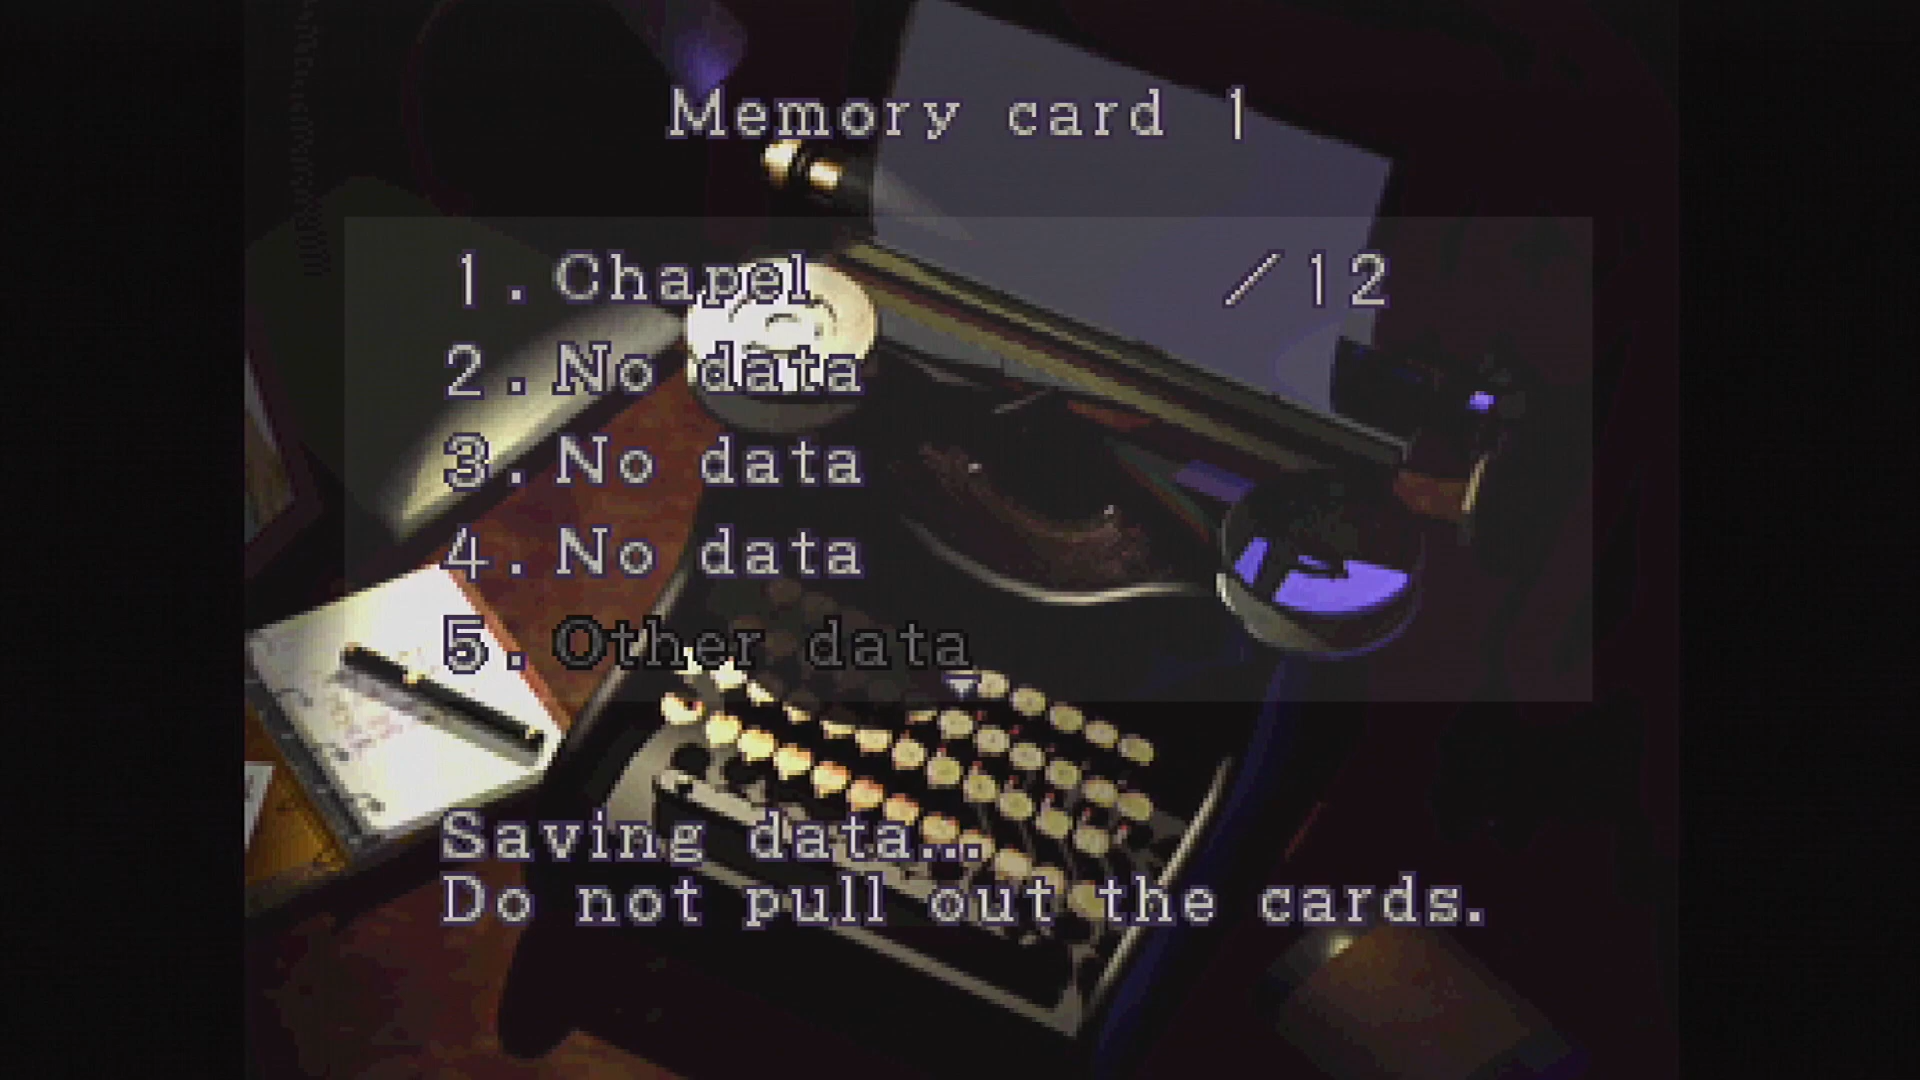 Memory card 1
1. Chapel /12
2. No data
3. No data
4. No data
5. Other data
Saving data...
Do not pull out the cards.